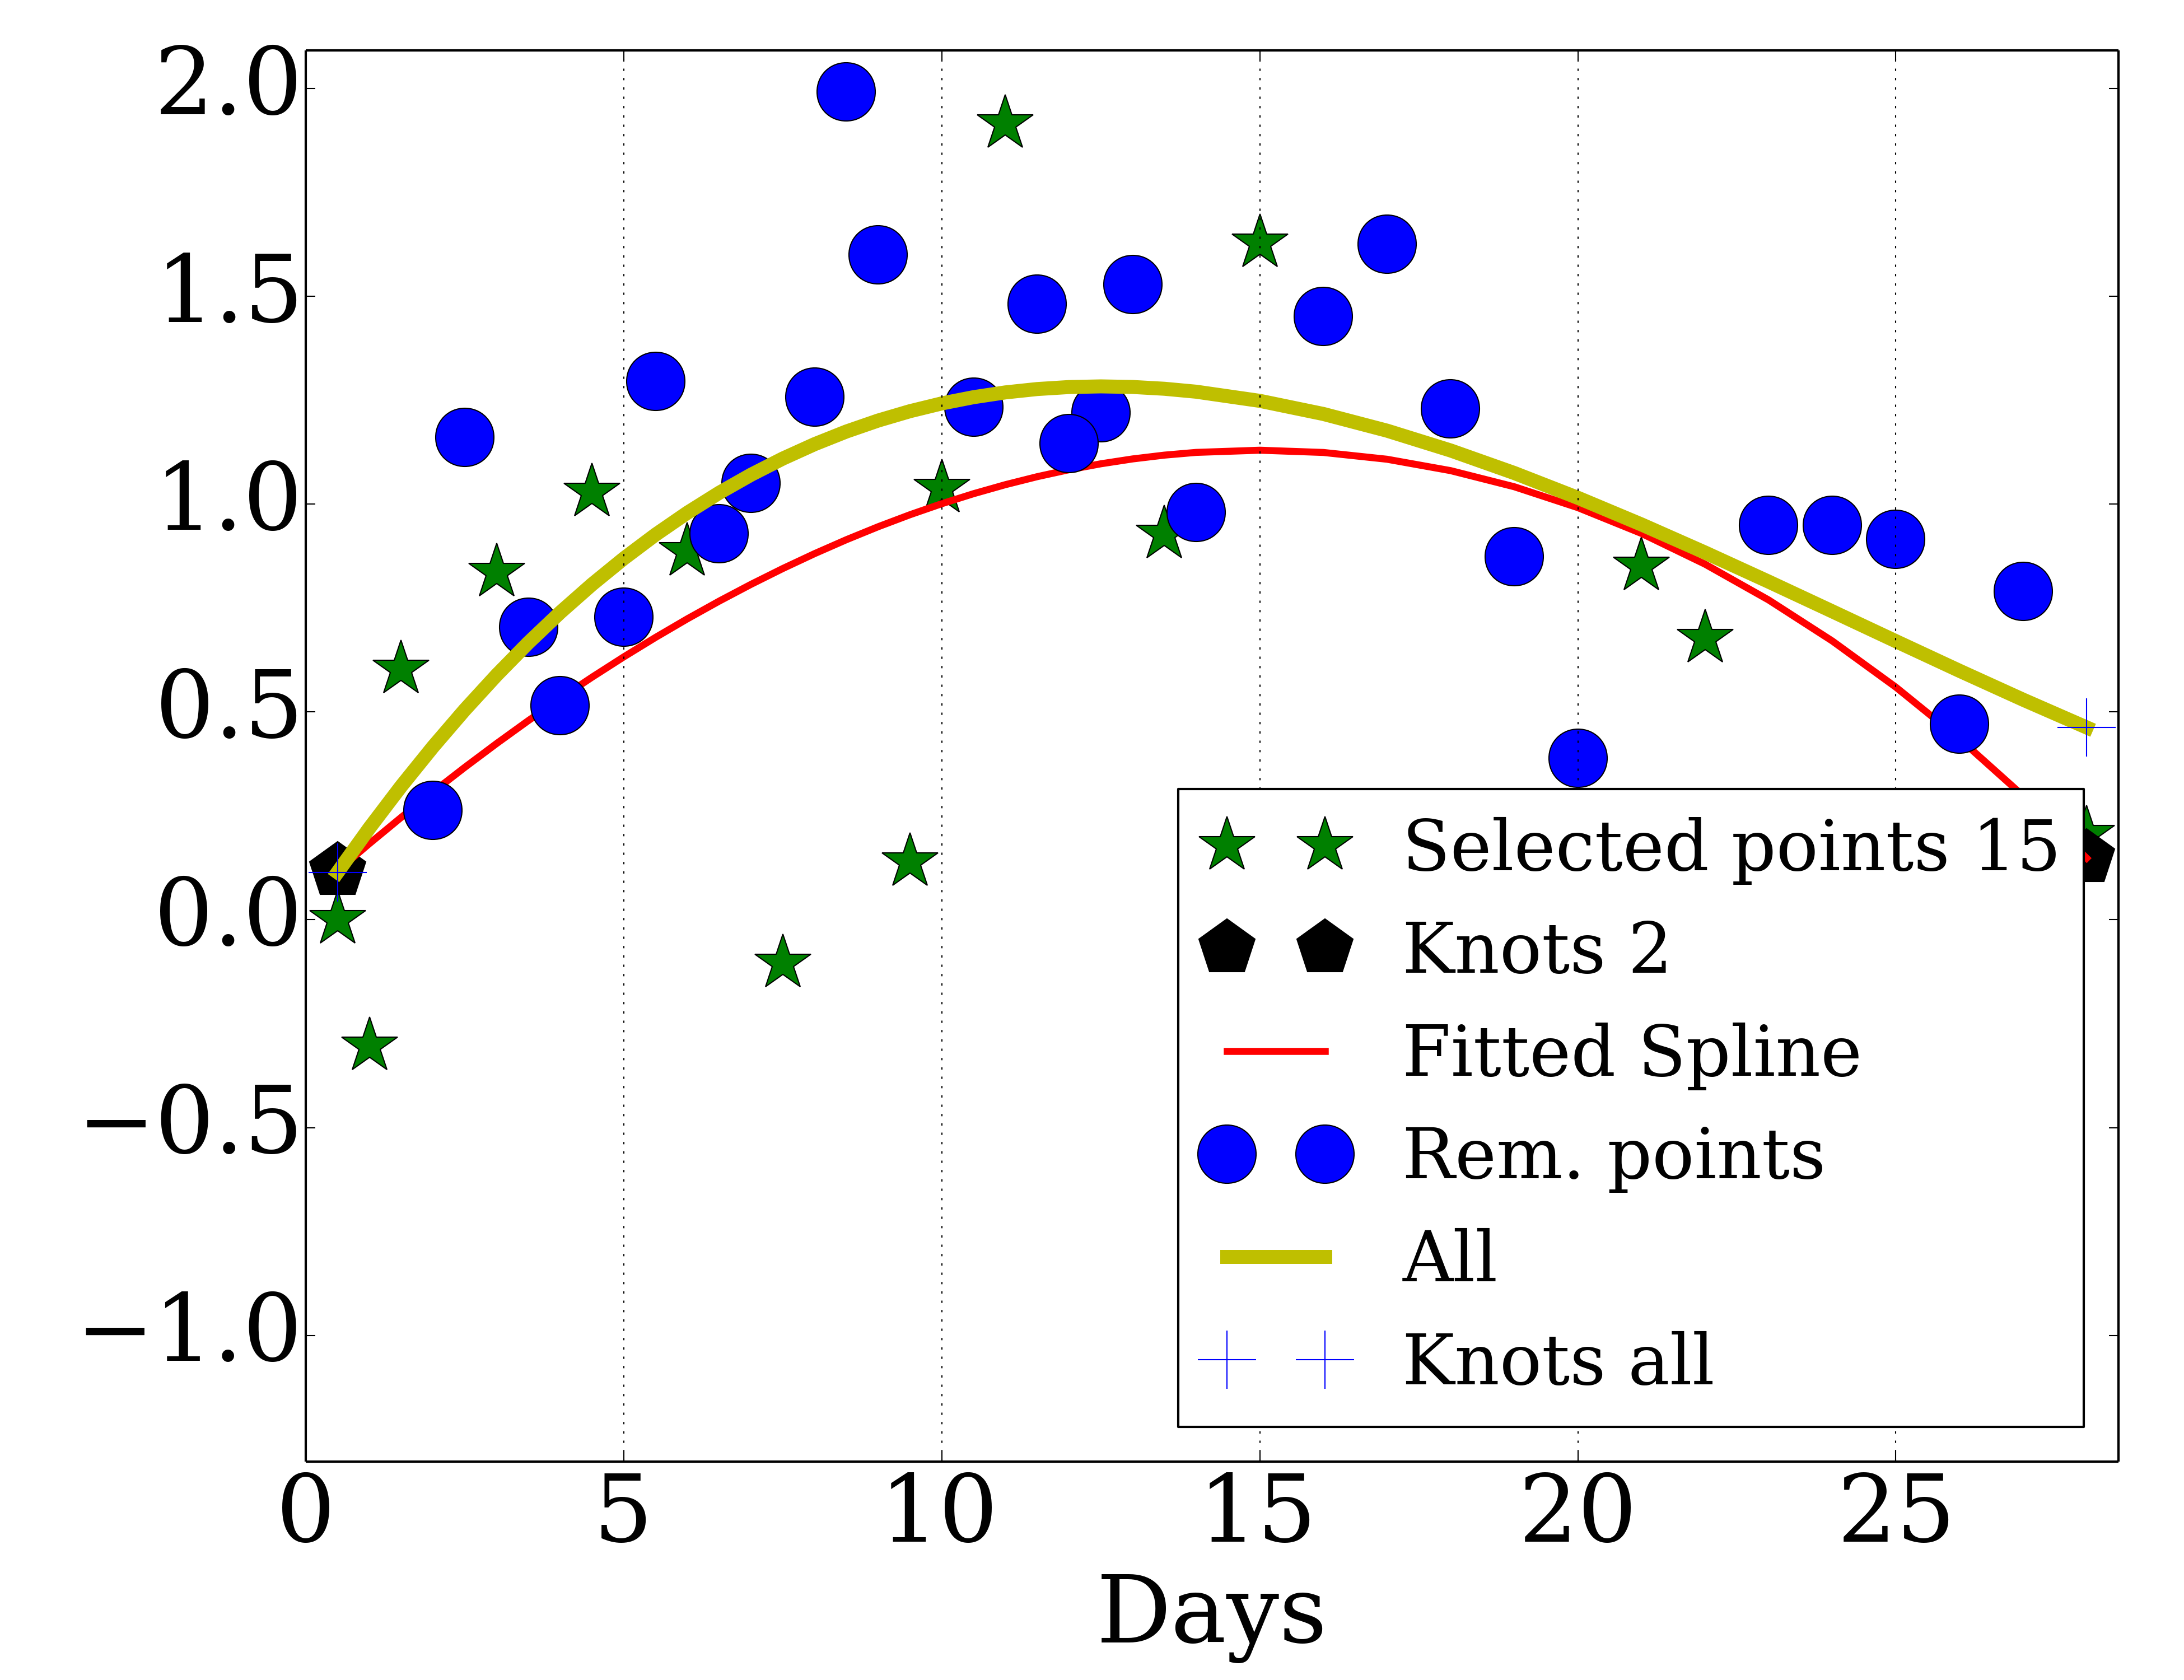 2.0
1.5
1.0
0.5
0.0
−0.5
−1.0
Selected points 15
Knots 2
Fitted Spline
Rem. points
All
Knots all
0 5 10 15 20 25
Days